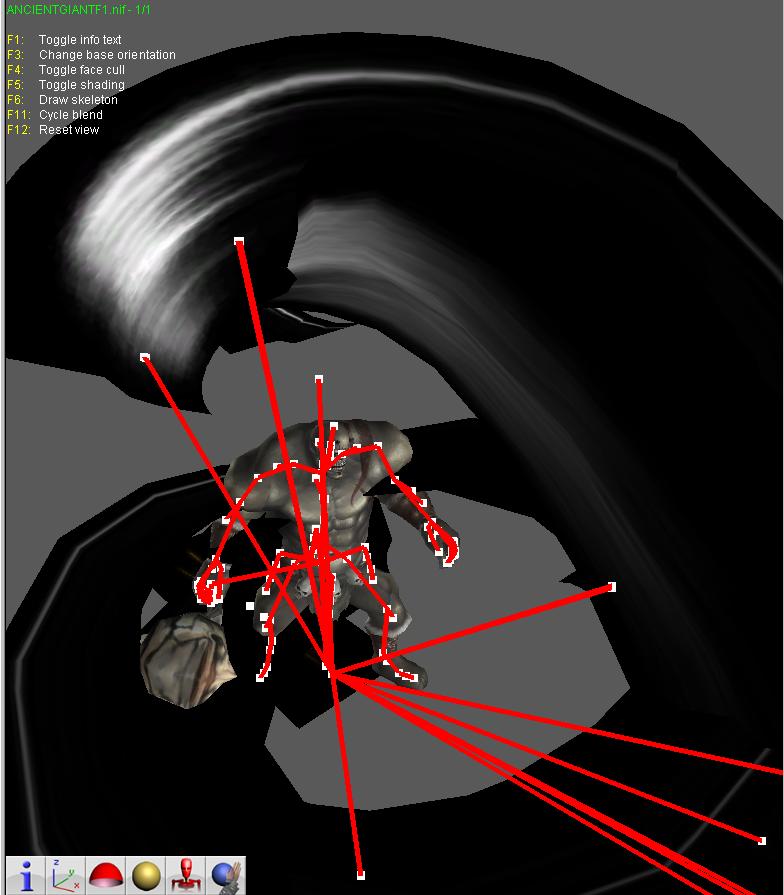 ANCIENTGIANTF1.nif - 1/1
F1: Toggle info text
F3: Change base orientation
F4: Toggle face cull
F5: Toggle shading
F6: Draw skeleton
F11: Cycle blend
F12: Reset view
z
y
x